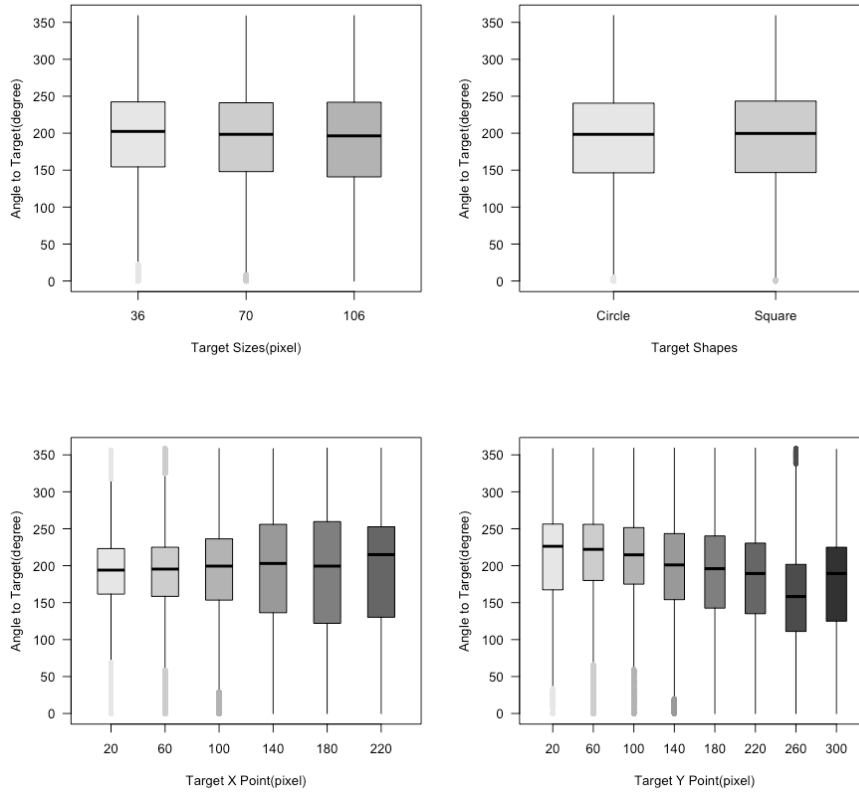 Angle to Target(degree)
350
300
250
200
150
100
50
0
36 70 106
Target Sizes(pixel)
Angle to Target(degree)
350
300
250
200
150
100
50
0
Circle Square
Target Shapes
Angle to Target(degree)
350
300
250
200
150
100
50
0
20 60 100 140 180 220
Target X Point(pixel)
Angle to Target(degree)
350
300
250
200
150
100
50
0
20 60 100 140 180 220 260 300
Target Y Point(pixel)